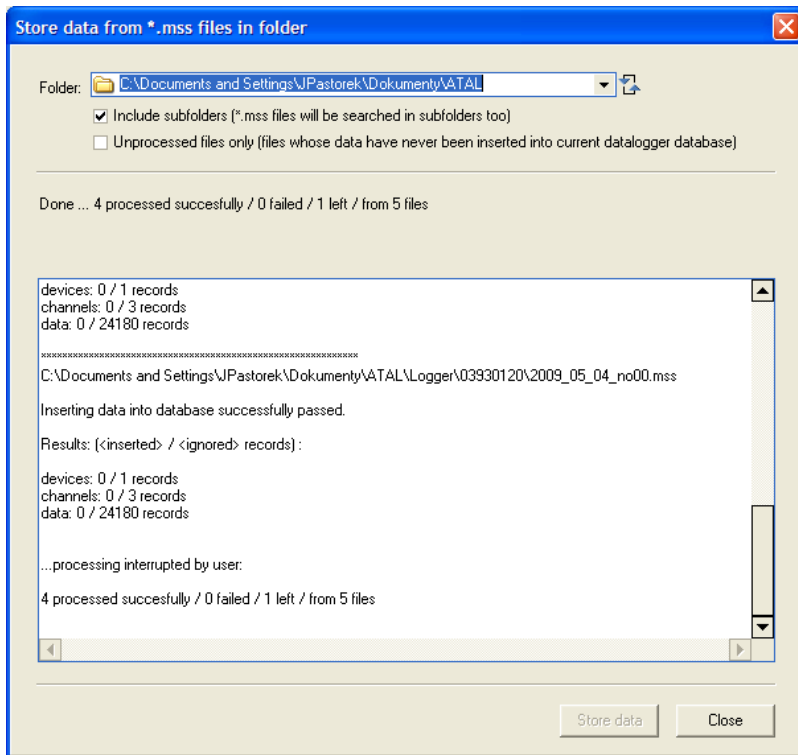 Store data from *.mss files in folder
Folder: C:\Documents and Settings\JPastorek\Dokumenty\ATAL
Include subfolders (*.mss files will be searched in subfolders too)
Unprocessed files only (files whose data have never been inserted into current datalogger database)
Done ... 4 processed succesfully / 0 failed / 1 left / from 5 files
devices: 0 / 1 records
channels: 0 / 3 records
data: 0 / 24180 records
xxxxxxxxxxxxxxxxxxxxxxxxxxxxxxxxxxxxxxxxxxxxxxxxxxxxxxxxxxxx
C:\Documents and Settings\JPastorek\Dokumenty\ATAL\Logger\03930120\2009_05_04_no00.mss
Inserting data into database successfully passed.
Results: (<inserted> / <ignored> records) :
devices: 0 / 1 records
channels: 0 / 3 records
data: 0 / 24180 records
...processing interrupted by user:
4 processed succesfully / 0 failed / 1 left / from 5 files
Store data
Close